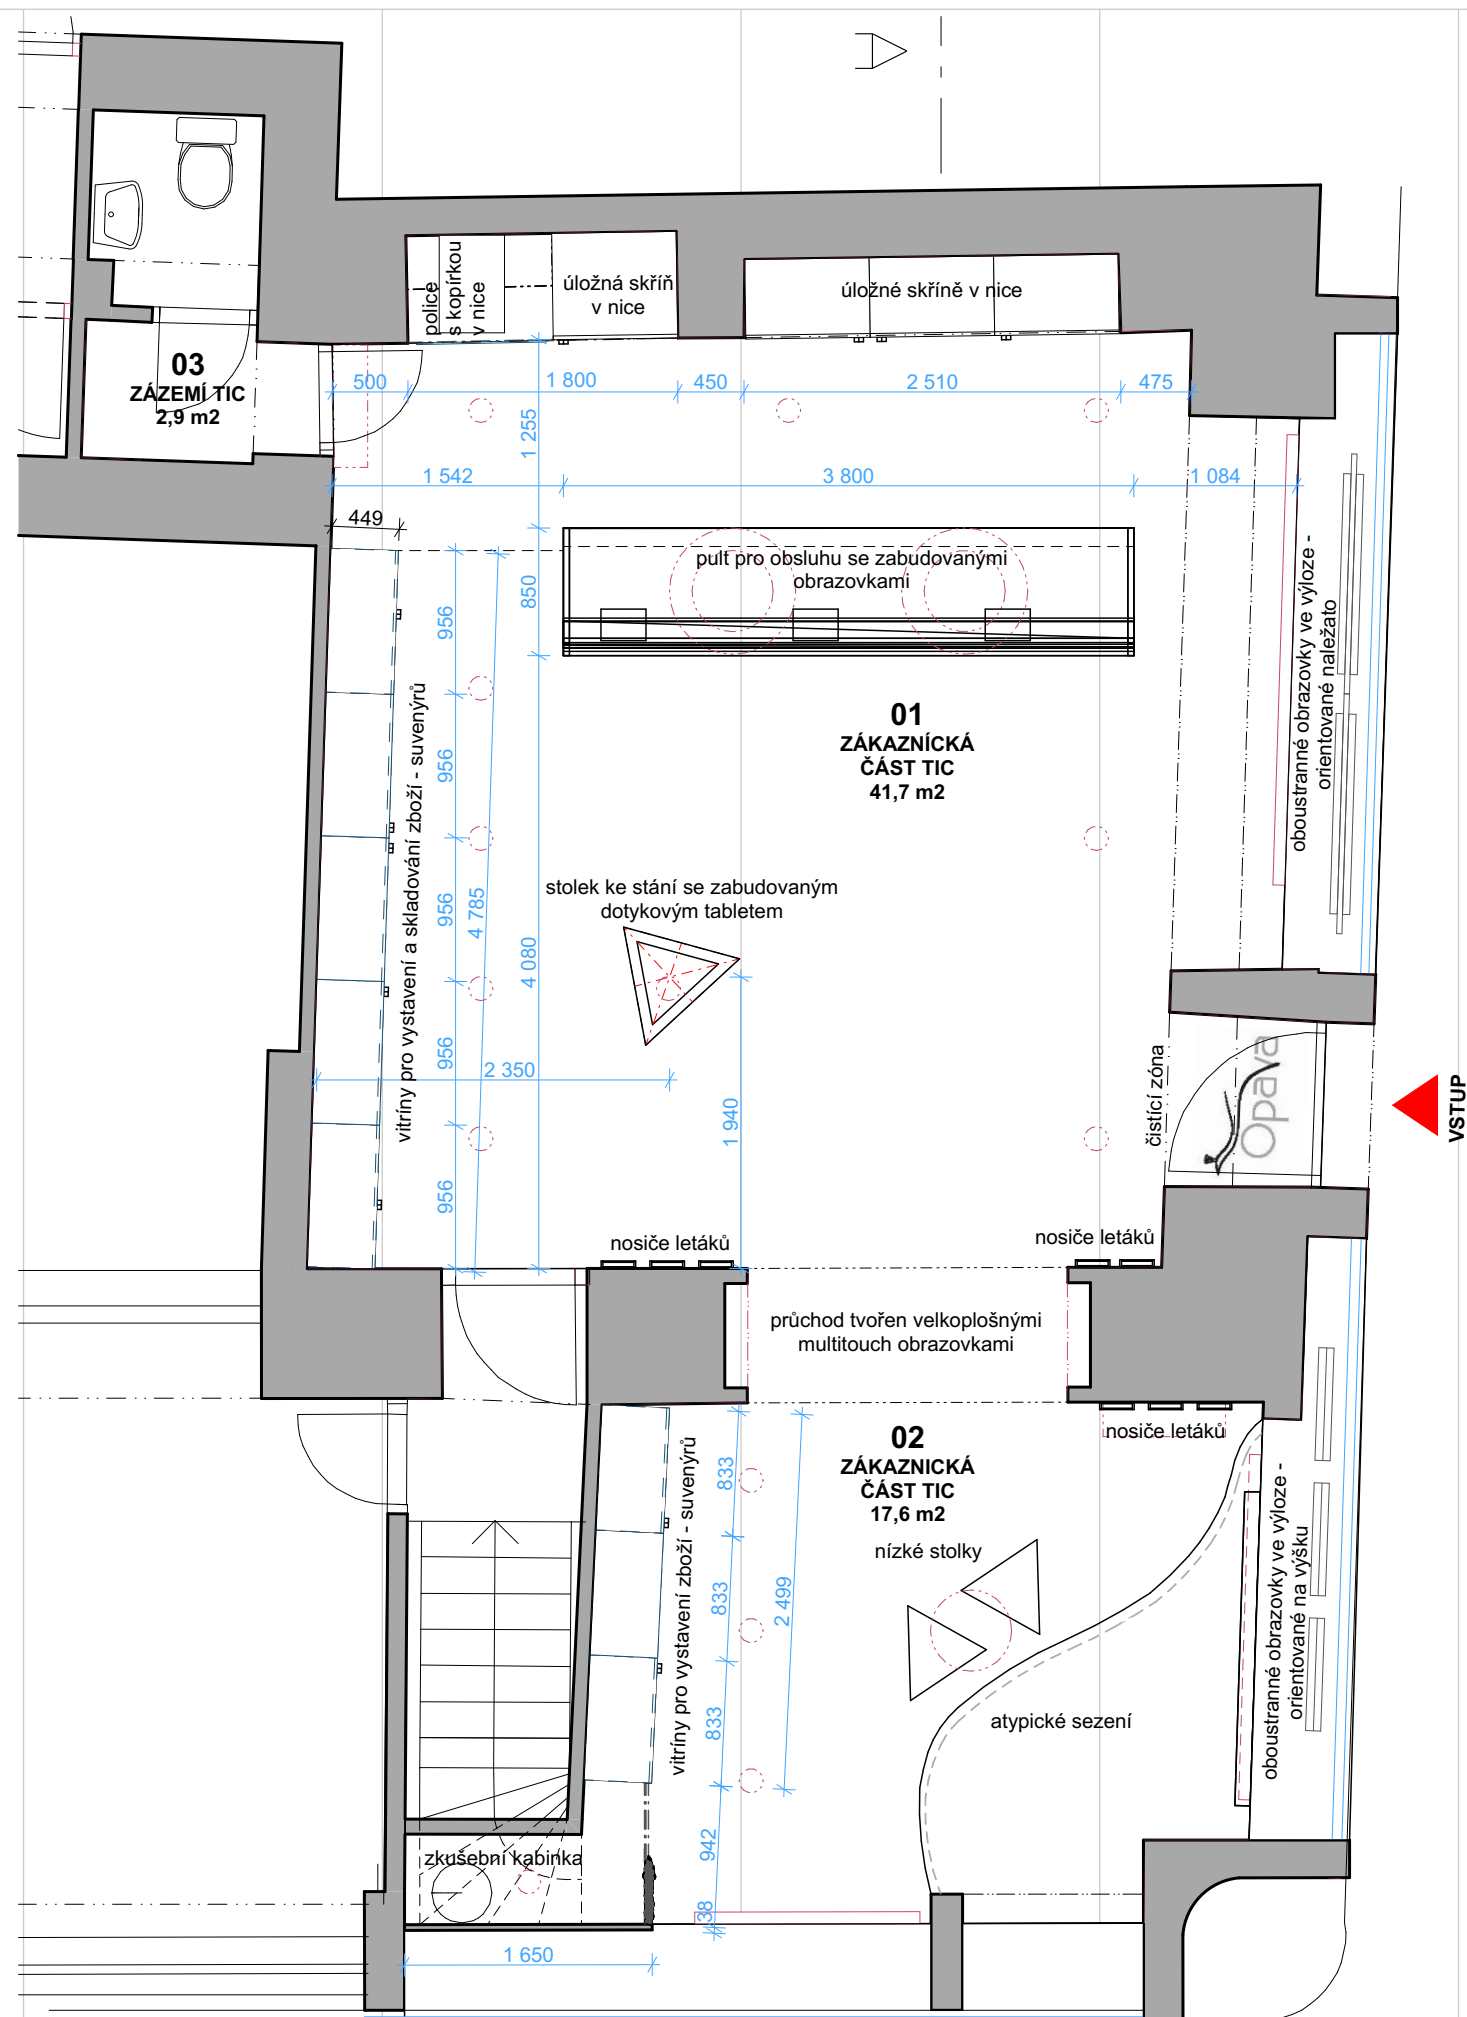 police
s kopírkou
v nice
úložná skříň
v nice
úložné skříně v nice
03
ZÁZEMÍ TIC
2,9 m2
500
1 800
450
2 510
475
1 255
1 542
3 800
1 084
449
pult pro obsluhu se zabudovanými
obrazovkami
850
956
956
956
956
956
4 785
4 080
vitríny pro vystavení a skladování zboží - suvenýrů
01
ZÁKAZNÍCKÁ
ČÁST TIC
41,7 m2
oboustranné obrazovky ve výloze -
orientované naležato
stolek ke stání se zabudovaným
dotykovým tabletem
2 350
1 940
čistící zóna
Opava
VSTUP
nosiče letáků
nosiče letáků
průchod tvořen velkoplošnými
multitouch obrazovkami
nosiče letáků
02
ZÁKAZNICKÁ
ČÁST TIC
17,6 m2
nízké stolky
vitríny pro vystavení zboží - suvenýrů
833
833
833
2 499
942
38
atypické sezení
oboustranné obrazovky ve výloze -
orientované na výšku
zkušební kabinka
1 650